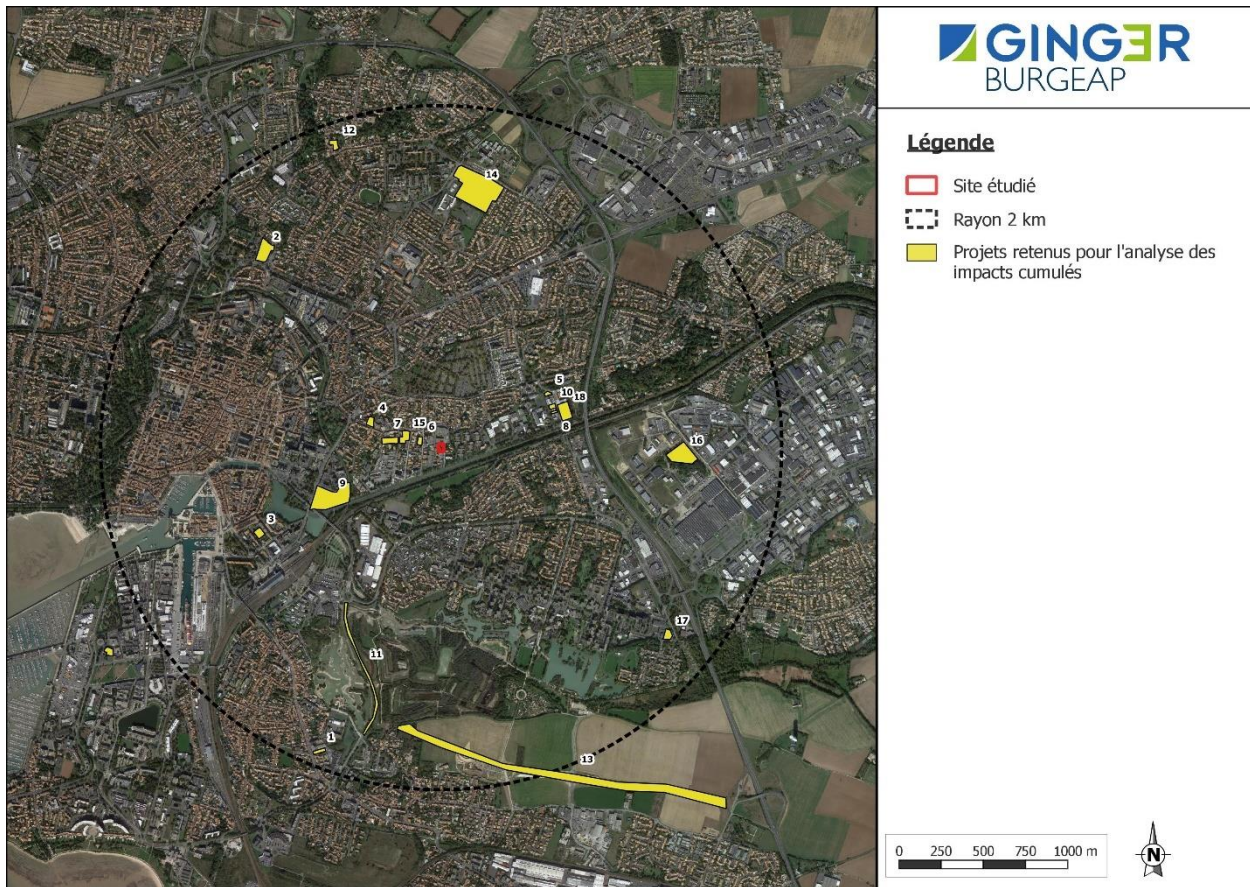 GINGER
BURGEAP
Légende
Site étudié
Rayon 2 km
Projets retenus pour l'analyse des
impacts cumulés
12
14
2
5
10
18
4
15
7
6
8
16
9
3
17
11
1
13
0 250 500 750 1000 m
N